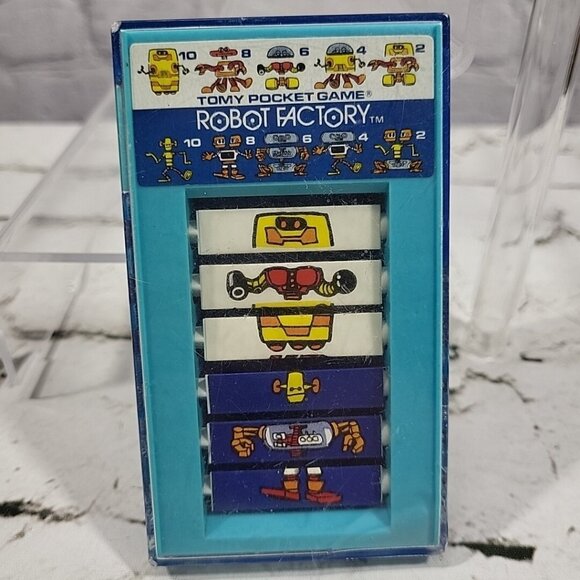 10 8 6 4 2
TOMY POCKET GAME®
ROBOT FACTORY™
10 8 6 4 2